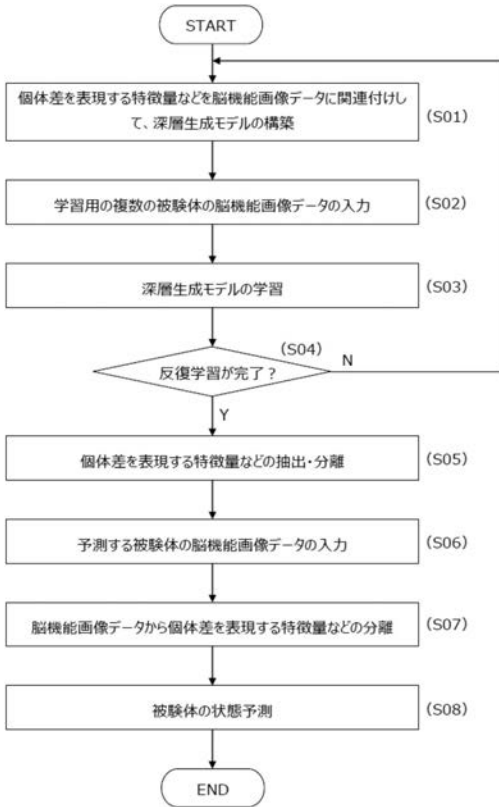 START
個体差を表現する特徴量などを脳機能画像データに関連付けし
て、深層生成モデルの構築
(S01)
学習用の複数の被験体の脳機能画像データの入力
(S02)
深層生成モデルの学習
(S03)
(S04)
反復学習が完了？
N
Y
個体差を表現する特徴量などの抽出・分離
(S05)
予測する被験体の脳機能画像データの入力
(S06)
脳機能画像データから個体差を表現する特徴量などの分離
(S07)
被験体の状態予測
(S08)
END